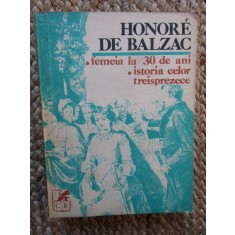 HONORÉ
DE BALZAC
•femeia la 30 de ani
•istoria celor
treisprezece
C R